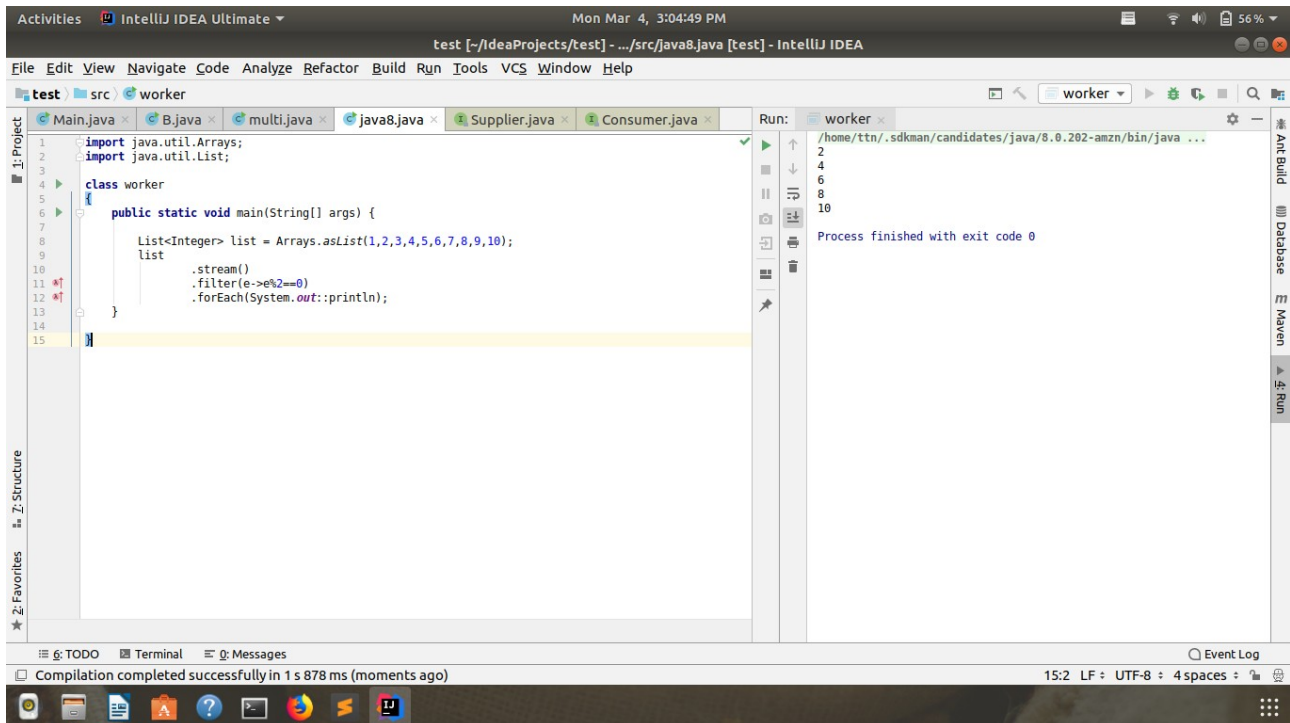 Activities IntelliJ IDEA Ultimate Mon Mar 4, 3:04:49 PM 56 %
test [~/IdeaProjects/test] - .../src/java8.java [test] - IntelliJ IDEA
File Edit View Navigate Code Analyze Refactor Build Run Tools VCS Window Help
test src worker worker
Main.java B.java multi.java java8.java Supplier.java Consumer.java Run: worker
1: Project
1 import java.util.Arrays;
2 import java.util.List;
3
4 class worker
5 {
6 public static void main(String[] args) {
7
8 List<Integer> list = Arrays.asList(1,2,3,4,5,6,7,8,9,10);
9 list
10 .stream()
11 .filter(e->e%2==0)
12 .forEach(System.out::println);
13 }
14
15 }
/home/ttn/.sdkman/candidates/java/8.0.202-amzn/bin/java ...
2
4
6
8
10
Process finished with exit code 0
Ant Build
Database
Maven
4: Run
7: Structure
2: Favorites
6: TODO Terminal 0: Messages Event Log
Compilation completed successfully in 1 s 878 ms (moments ago) 15:2 LF UTF-8 4 spaces